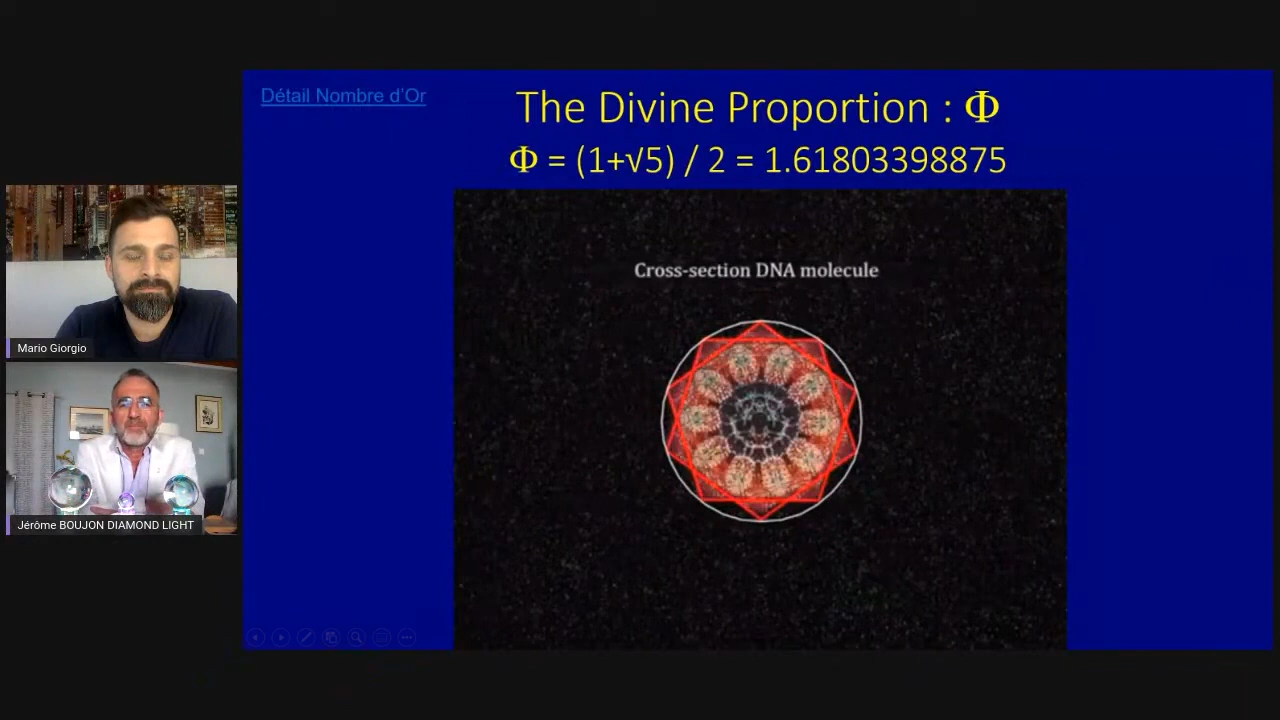 Détail Nombre d'Or
The Divine Proportion : Φ
Φ = (1+√5) / 2 = 1.61803398875
Cross-section DNA molecule
Mario Giorgio
Jérôme BOUJON DIAMOND LIGHT